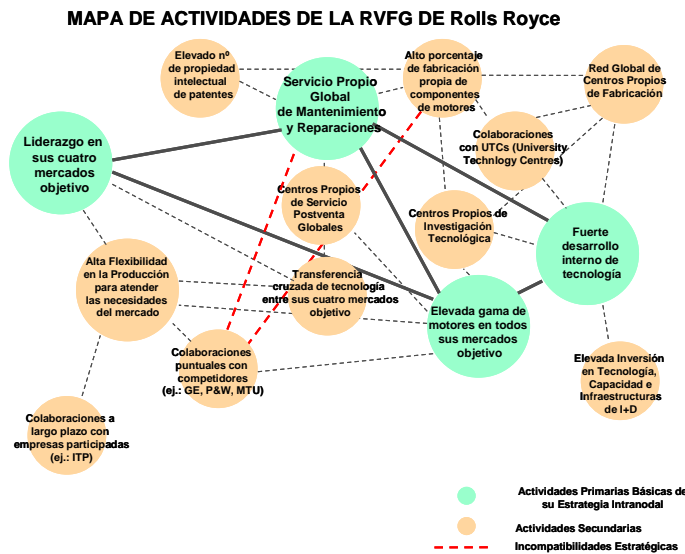 MAPA DE ACTIVIDADES DE LA RVFG DE Rolls Royce
Elevado nº
de propiedad
intelectual
de patentes
Servicio Propio
Global
de Mantenimiento
y Reparaciones
Alto porcentaje
de fabricación
propia de
componentes
de motores
Red Global de
Centros Propios
de Fabricación
Liderazgo en
sus cuatro
mercados
objetivo
Colaboraciones
con UTCs (University
Technlogy Centres)
Centros Propios
de Servicio
Postventa
Globales
Centros Propios de
Investigación
Tecnológica
Fuerte
desarrollo
interno de
tecnología
Alta Flexibilidad
en la Producción
para atender
las necesidades
del mercado
Transferencia
cruzada de tecnología
entre sus cuatro mercados
objetivo
Elevada gama de
motores en todos
sus mercados
objetivo
Colaboraciones
puntuales con
competidores
(ej.: GE, P&W, MTU)
Elevada Inversión
en Tecnología,
Capacidad e
Infraestructuras
de I+D
Colaboraciones a
largo plazo con
empresas participadas
(ej.: ITP)
Actividades Primarias Básicas de
su Estrategia Intranodal
Actividades Secundarias
Incompatibilidades Estratégicas